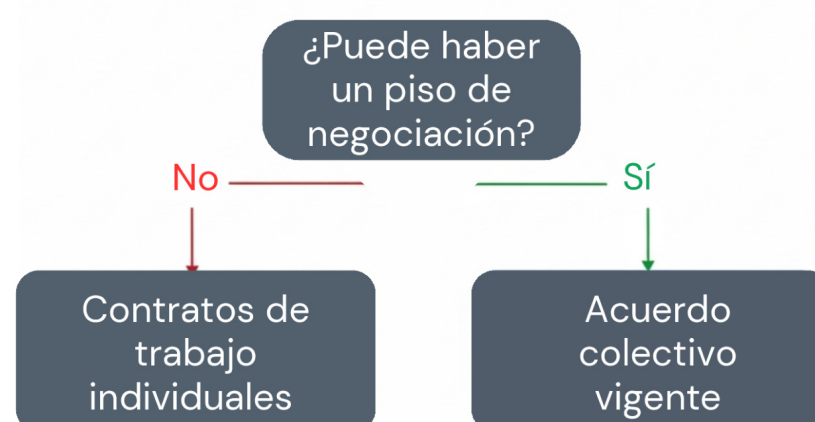 ¿Puede haber
un piso de
negociación?
No
Sí
Contratos de
trabajo
individuales
Acuerdo
colectivo
vigente